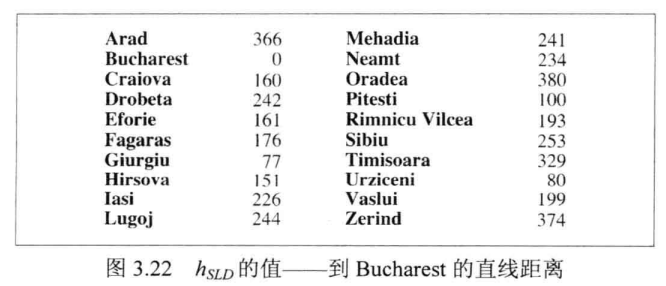 Arad 366 Mehadia 241
Bucharest 0 Neamt 234
Craiova 160 Oradea 380
Drobeta 242 Pitesti 100
Eforie 161 Rimnicu Vilcea 193
Fagaras 176 Sibiu 253
Giurgiu 77 Timisoara 329
Hirsova 151 Urziceni 80
Iasi 226 Vaslui 199
Lugoj 244 Zerind 374
图 3.22 hSLD 的值——到 Bucharest 的直线距离